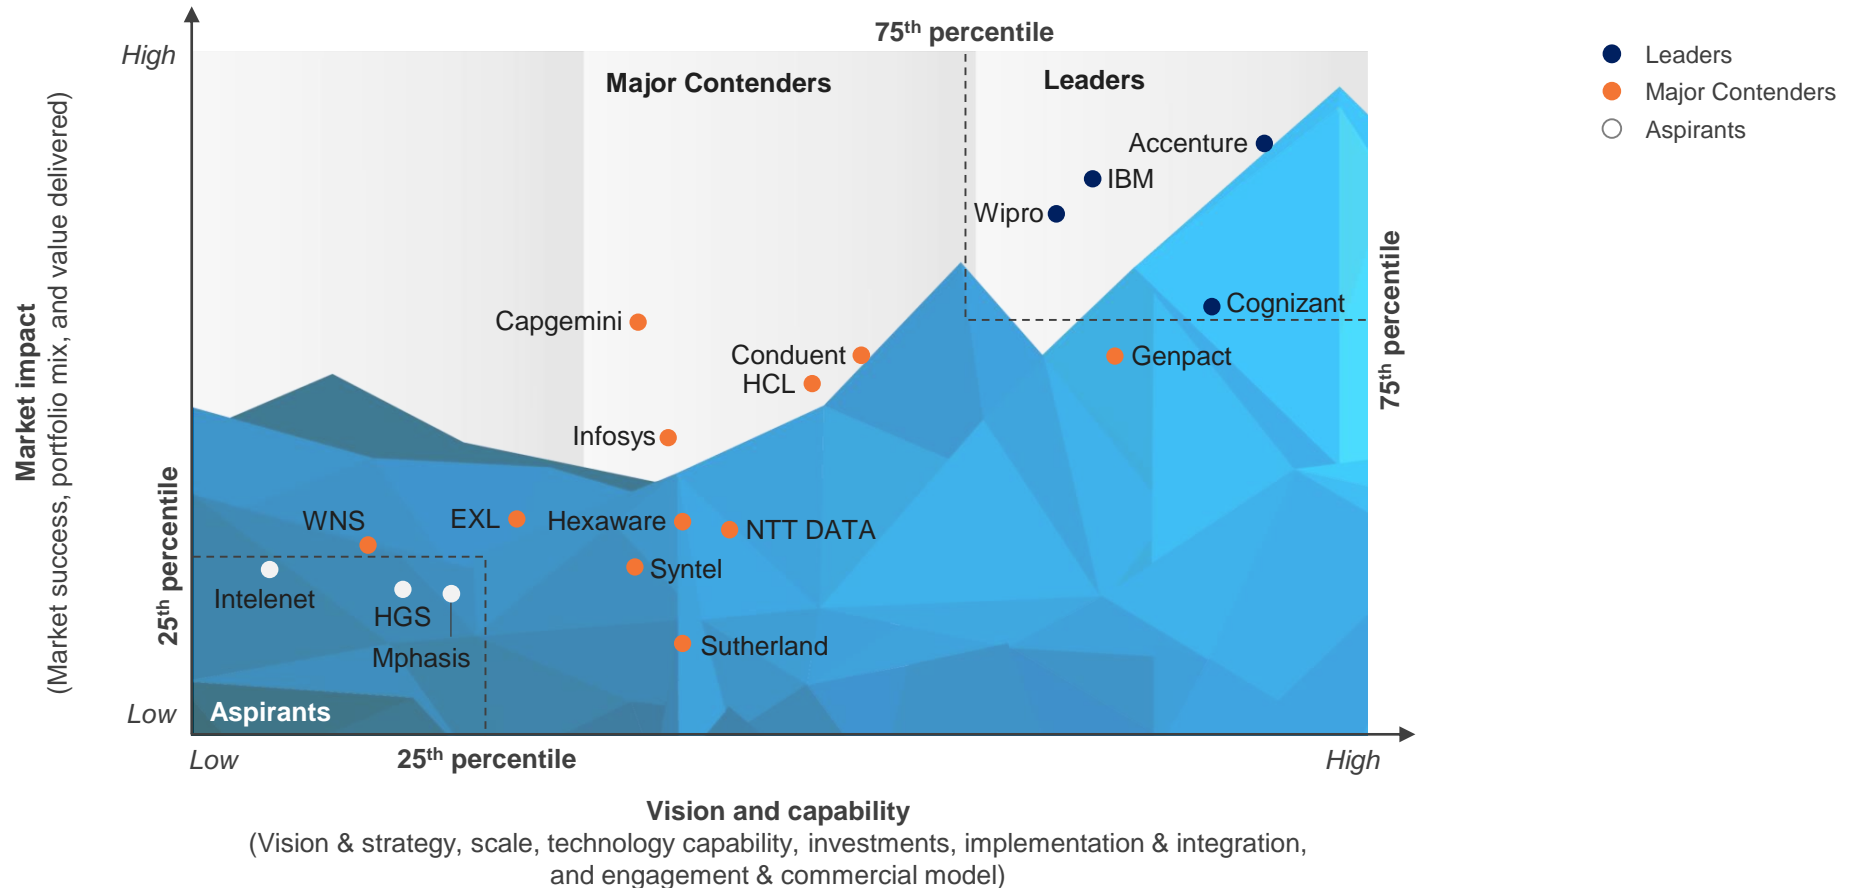 75th percentile
High
Major Contenders
Leaders
Leaders
Major Contenders
Aspirants
Accenture
IBM
Wipro
Cognizant
Capgemini
Conduent
Genpact
HCL
Infosys
WNS
EXL
Hexaware
NTT DATA
Syntel
Intelenet
HGS
Mphasis
Sutherland
Aspirants
Market impact
(Market success, portfolio mix, and value delivered)
25th percentile
75th percentile
Low
Low
25th percentile
High
Vision and capability
(Vision & strategy, scale, technology capability, investments, implementation & integration,
and engagement & commercial model)